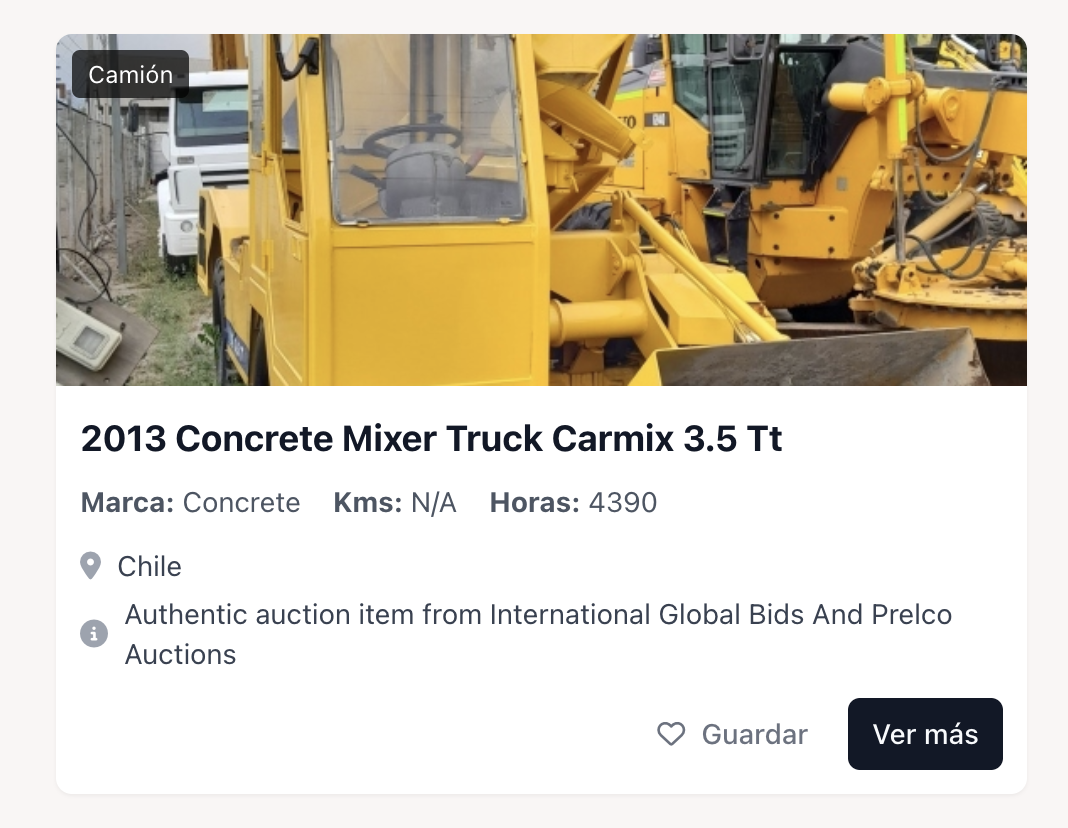 Camión
2013 Concrete Mixer Truck Carmix 3.5 Tt
Marca: Concrete Kms: N/A Horas: 4390
Chile
Authentic auction item from International Global Bids And Prelco
Auctions
Guardar Ver más